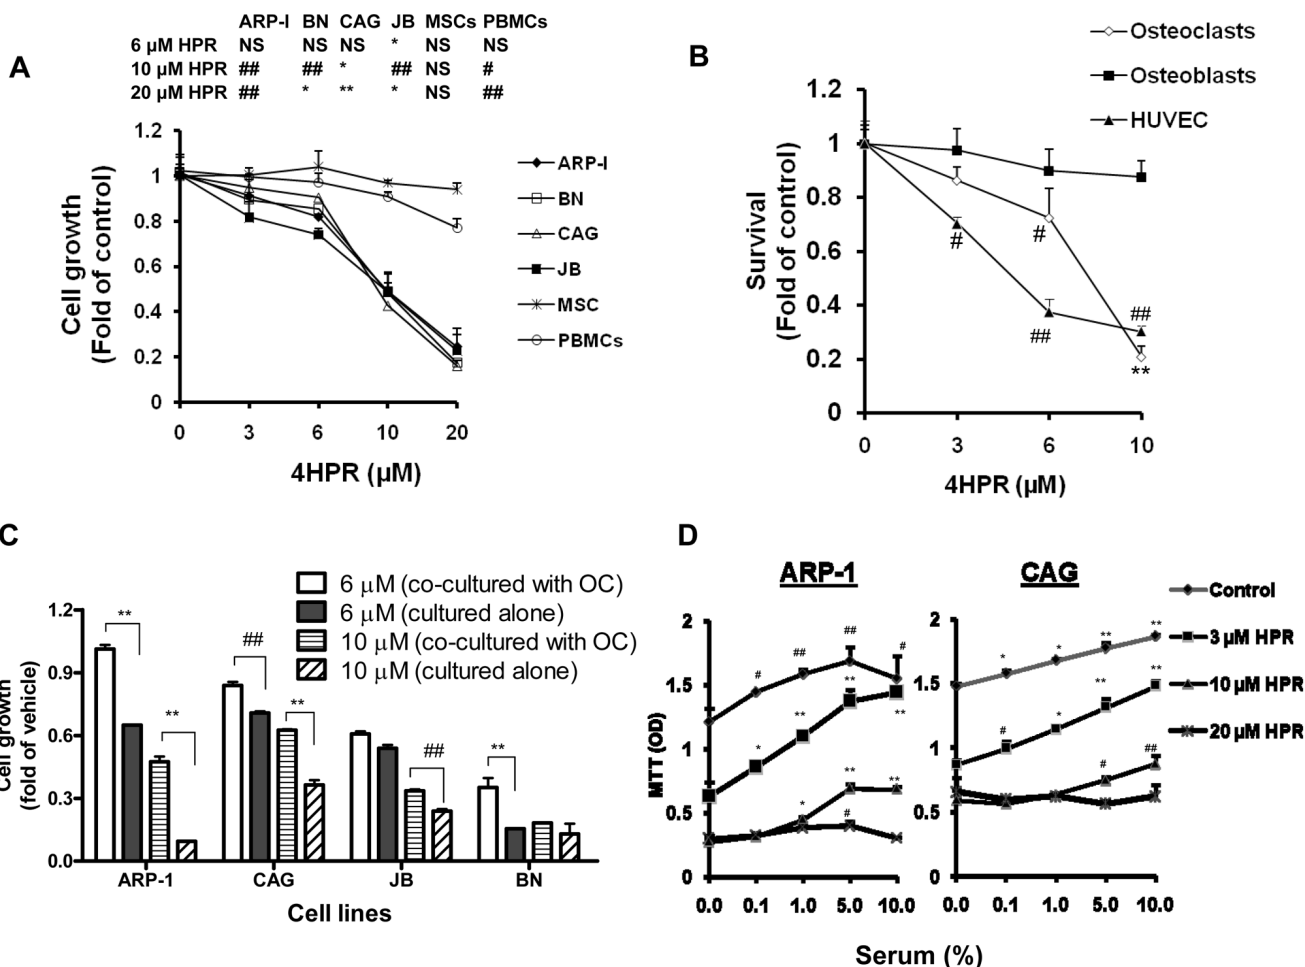 A
ARP-I BN CAG JB MSCs PBMCs
6 µM HPR NS NS NS * NS NS
10 µM HPR ## ## * ## NS #
20 µM HPR ## * ** * NS ##
1.2
1
0.8
0.6
0.4
0.2
0
Cell growth
(Fold of control)
0 3 6 10 20
4HPR (µM)
ARP-I
BN
CAG
JB
MSC
PBMCs
B
Osteoclasts
Osteoblasts
HUVEC
1.2
1
0.8
0.6
0.4
0.2
0
Survival
(Fold of control)
# # ## ## **
0 3 6 10
4HPR (µM)
C
6 µM (co-cultured with OC)
6 µM (cultured alone)
10 µM (co-cultured with OC)
10 µM (cultured alone)
1.2
0.9
0.6
0.3
0.0
Cell growth
(fold of vehicle)
** ** ## ** ## **
ARP-1 CAG JB BN
Cell lines
D
ARP-1
CAG
Control
3 µM HPR
10 µM HPR
20 µM HPR
2
1.5
1
0.5
0
MTT (OD)
# ## ## #
* ** ** **
* ** **
#
0.0 0.1 1.0 5.0 10.0
2
1.5
1
0.5
0
* * ** **
# * ** **
# ##
0.0 0.1 1.0 5.0 10.0
Serum (%)